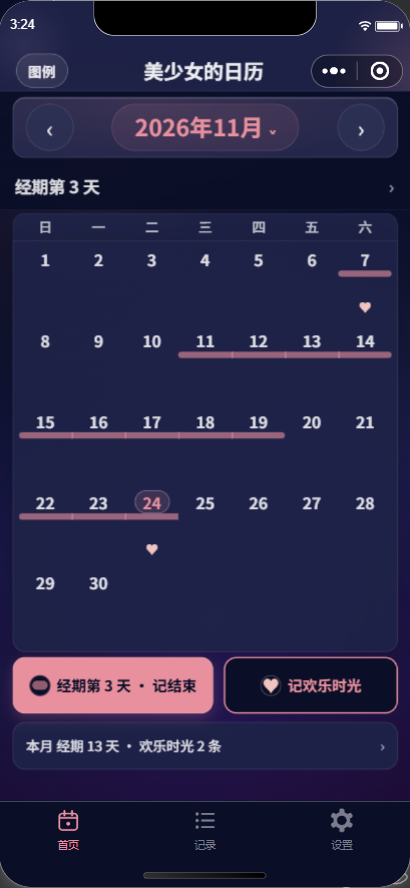 3:24
图例 美少女的日历
‹ 2026年11月 ⌄ ›
经期第 3 天 ›
日 一 二 三 四 五 六
1 2 3 4 5 6 7
8 9 10 11 12 13 14
15 16 17 18 19 20 21
22 23 24 25 26 27 28
29 30
经期第 3 天 · 记结束 记欢乐时光
本月 经期 13 天 · 欢乐时光 2 条 ›
首页 记录 设置